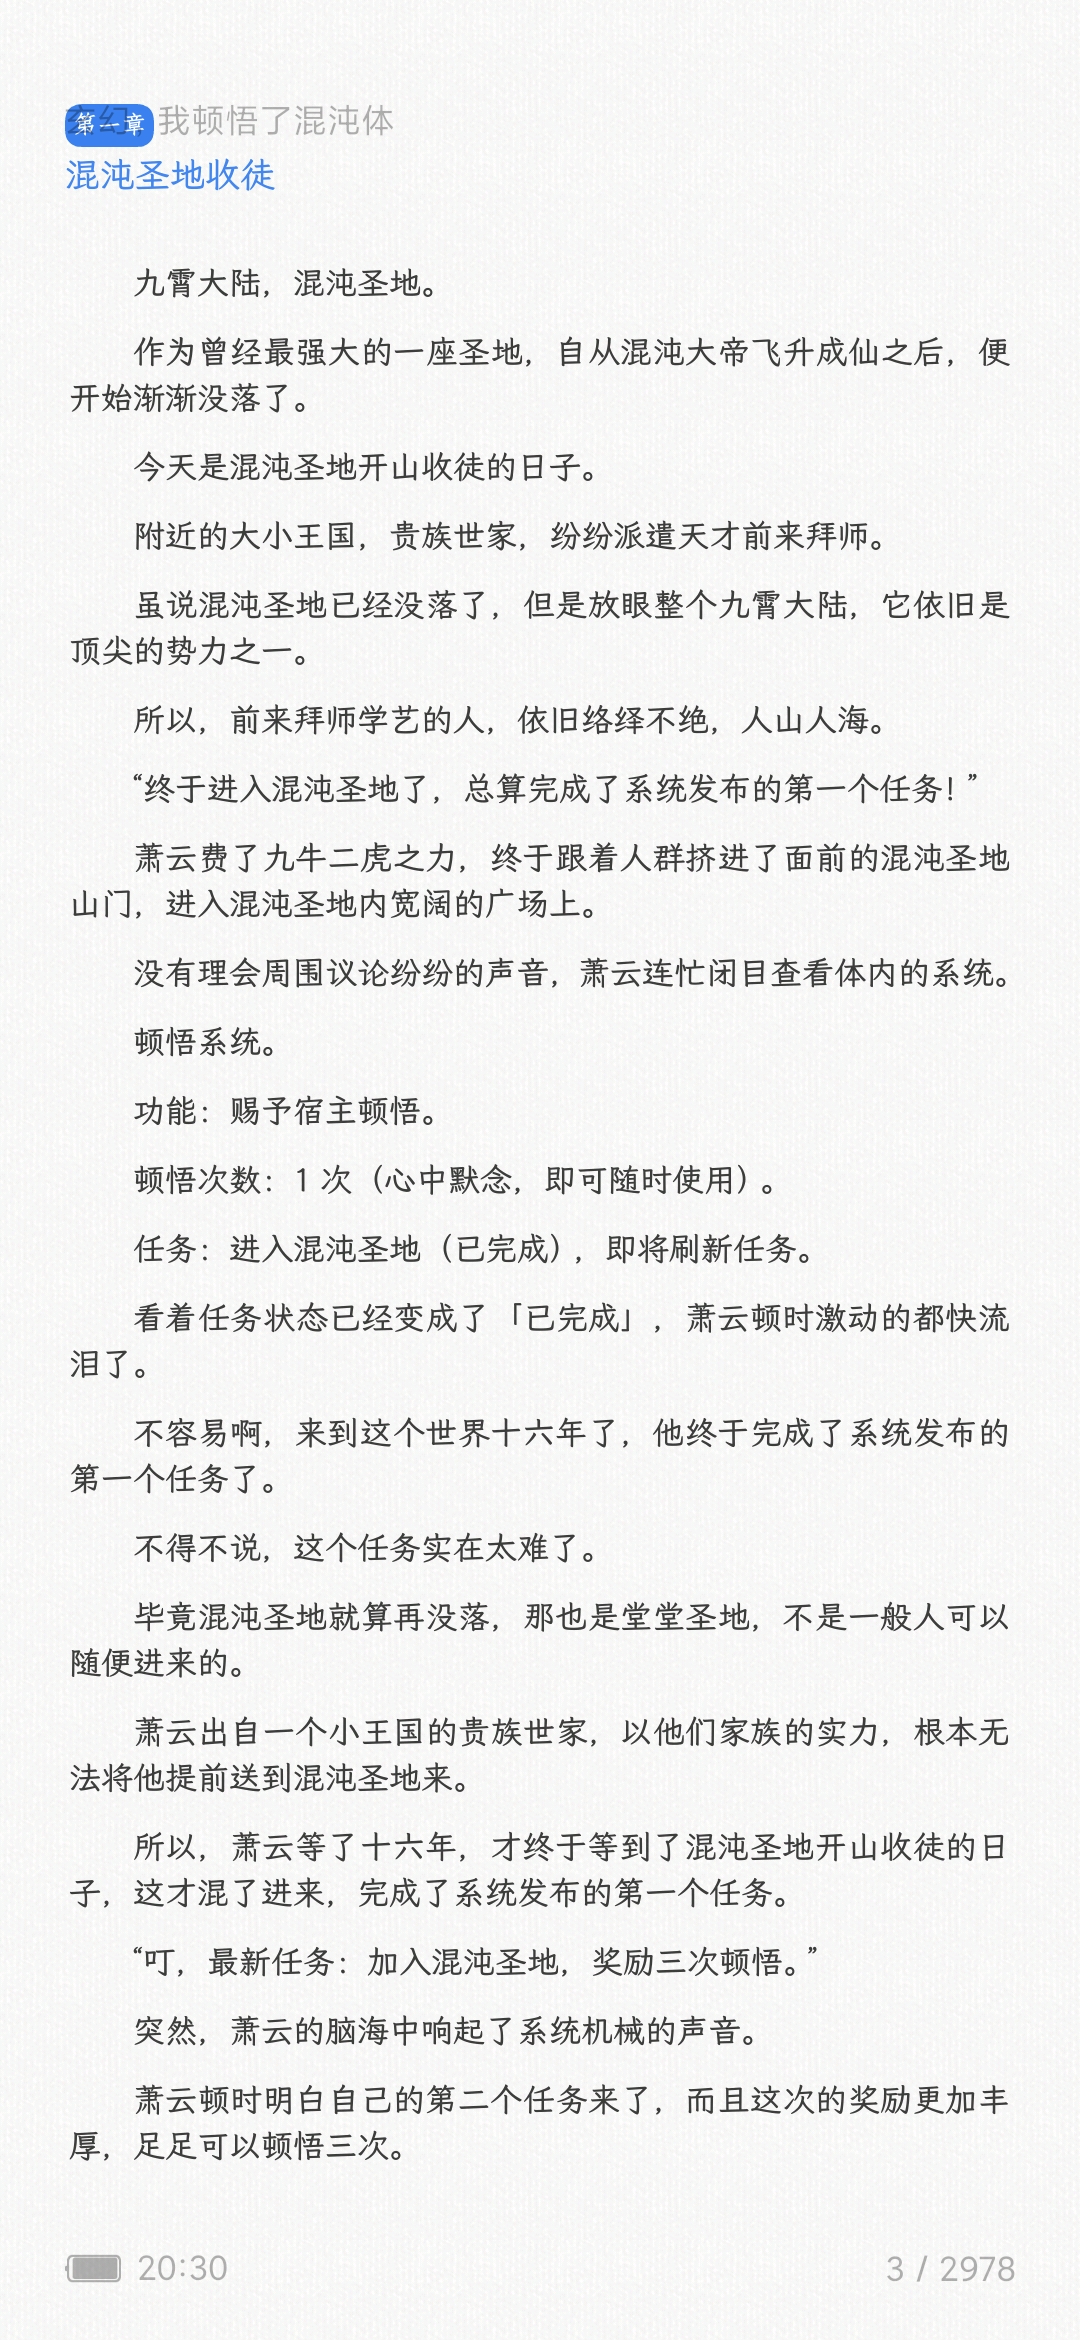 玄幻：我顿悟了混沌体
第一章
混沌圣地收徒
九霄大陆，混沌圣地。
作为曾经最强大的一座圣地，自从混沌大帝飞升成仙之后，便
开始渐渐没落了。
今天是混沌圣地开山收徒的日子。
附近的大小王国，贵族世家，纷纷派遣天才前来拜师。
虽说混沌圣地已经没落了，但是放眼整个九霄大陆，它依旧是
顶尖的势力之一。
所以，前来拜师学艺的人，依旧络绎不绝，人山人海。
“终于进入混沌圣地了，总算完成了系统发布的第一个任务！”
萧云费了九牛二虎之力，终于跟着人群挤进了面前的混沌圣地
山门，进入混沌圣地内宽阔的广场上。
没有理会周围议论纷纷的声音，萧云连忙闭目查看体内的系统。
顿悟系统。
功能：赐予宿主顿悟。
顿悟次数：1 次（心中默念，即可随时使用）。
任务：进入混沌圣地（已完成），即将刷新任务。
看着任务状态已经变成了「已完成」，萧云顿时激动的都快流
泪了。
不容易啊，来到这个世界十六年了，他终于完成了系统发布的
第一个任务了。
不得不说，这个任务实在太难了。
毕竟混沌圣地就算再没落，那也是堂堂圣地，不是一般人可以
随便进来的。
萧云出自一个小王国的贵族世家，以他们家族的实力，根本无
法将他提前送到混沌圣地来。
所以，萧云等了十六年，才终于等到了混沌圣地开山收徒的日
子，这才混了进来，完成了系统发布的第一个任务。
“叮，最新任务：加入混沌圣地，奖励三次顿悟。”
突然，萧云的脑海中响起了系统机械的声音。
萧云顿时明白自己的第二个任务来了，而且这次的奖励更加丰
厚，足足可以顿悟三次。
20:30
3 / 2978